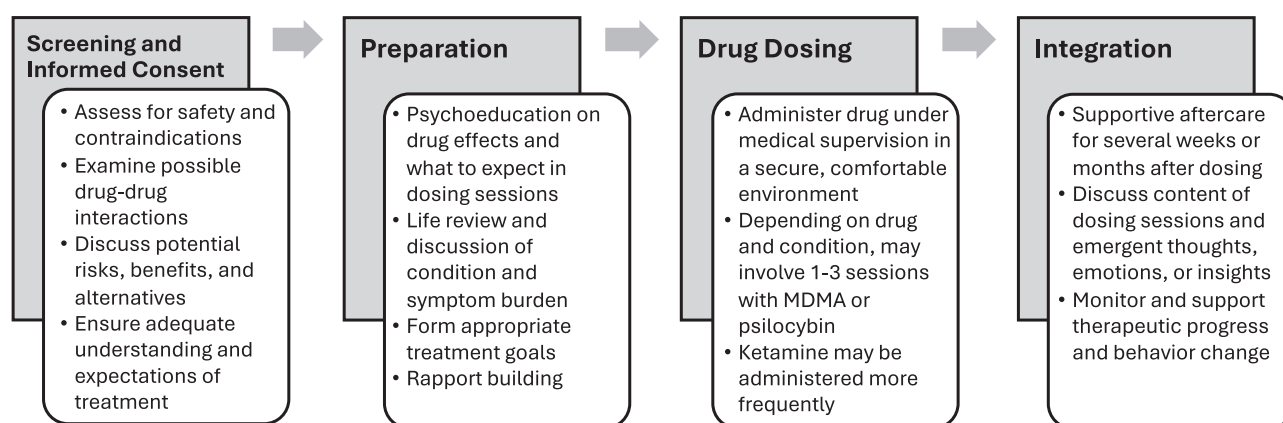 Screening and
Informed Consent
• Assess for safety and
contraindications
• Examine possible
drug-drug
interactions
• Discuss potential
risks, benefits, and
alternatives
• Ensure adequate
understanding and
expectations of
treatment
Preparation
• Psychoeducation on
drug effects and
what to expect in
dosing sessions
• Life review and
discussion of
condition and
symptom burden
• Form appropriate
treatment goals
• Rapport building
Drug Dosing
• Administer drug under
medical supervision in
a secure, comfortable
environment
• Depending on drug
and condition, may
involve 1-3 sessions
with MDMA or
psilocybin
• Ketamine may be
administered more
frequently
Integration
• Supportive aftercare
for several weeks or
months after dosing
• Discuss content of
dosing sessions and
emergent thoughts,
emotions, or insights
• Monitor and support
therapeutic progress
and behavior change